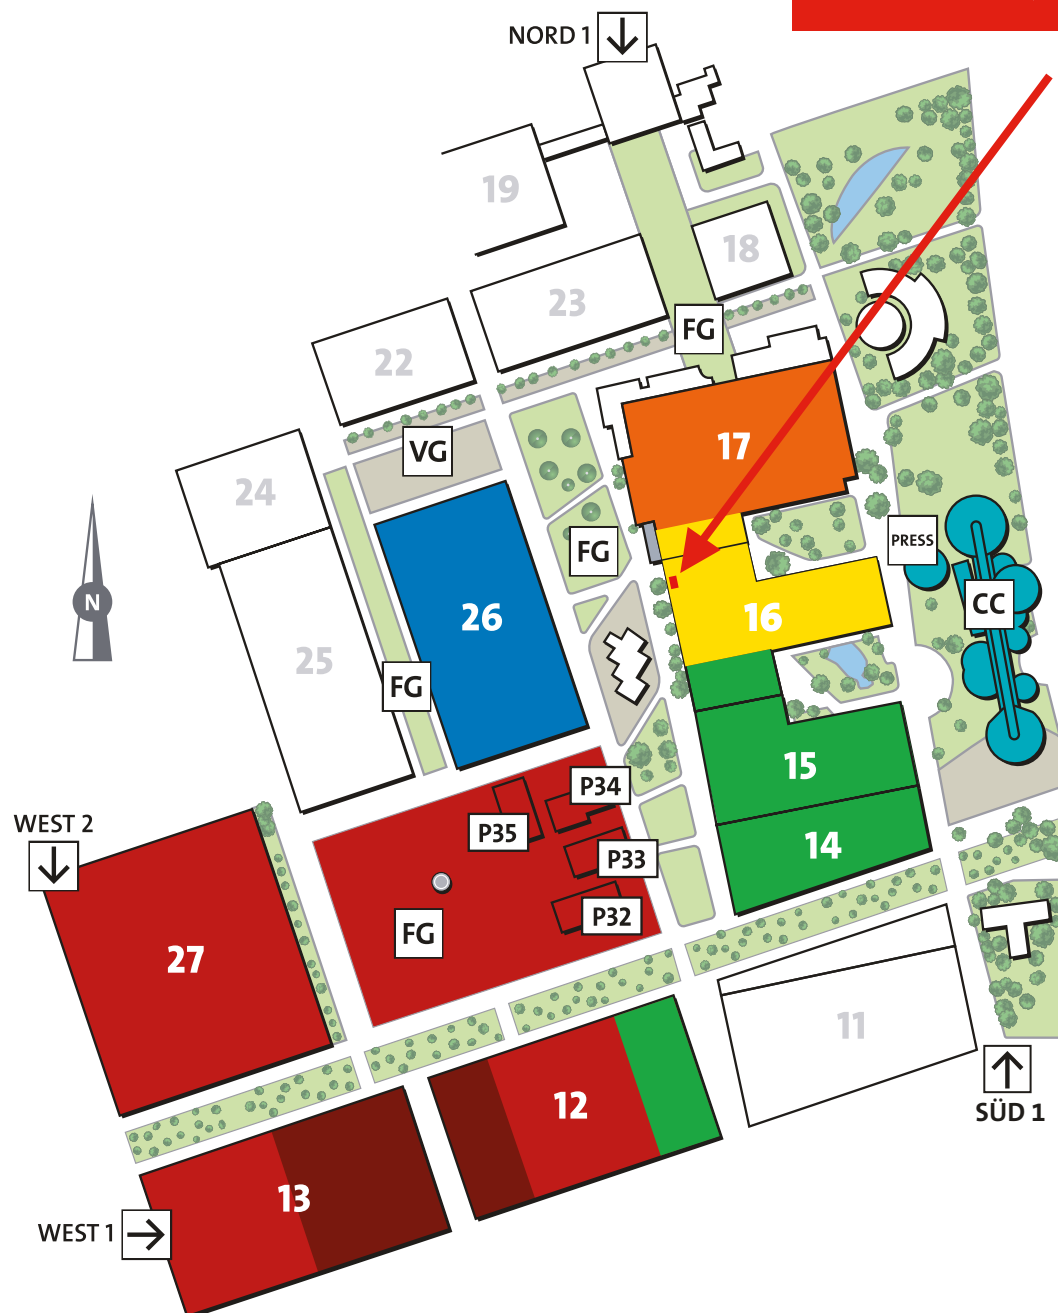 NORD 1
19
18
23
FG
22
17
VG
24
PRESS
FG
CC
26
16
N
25
FG
15
P34
WEST 2
P35
14
P33
P32
FG
27
11
12
SÜD 1
13
WEST 1